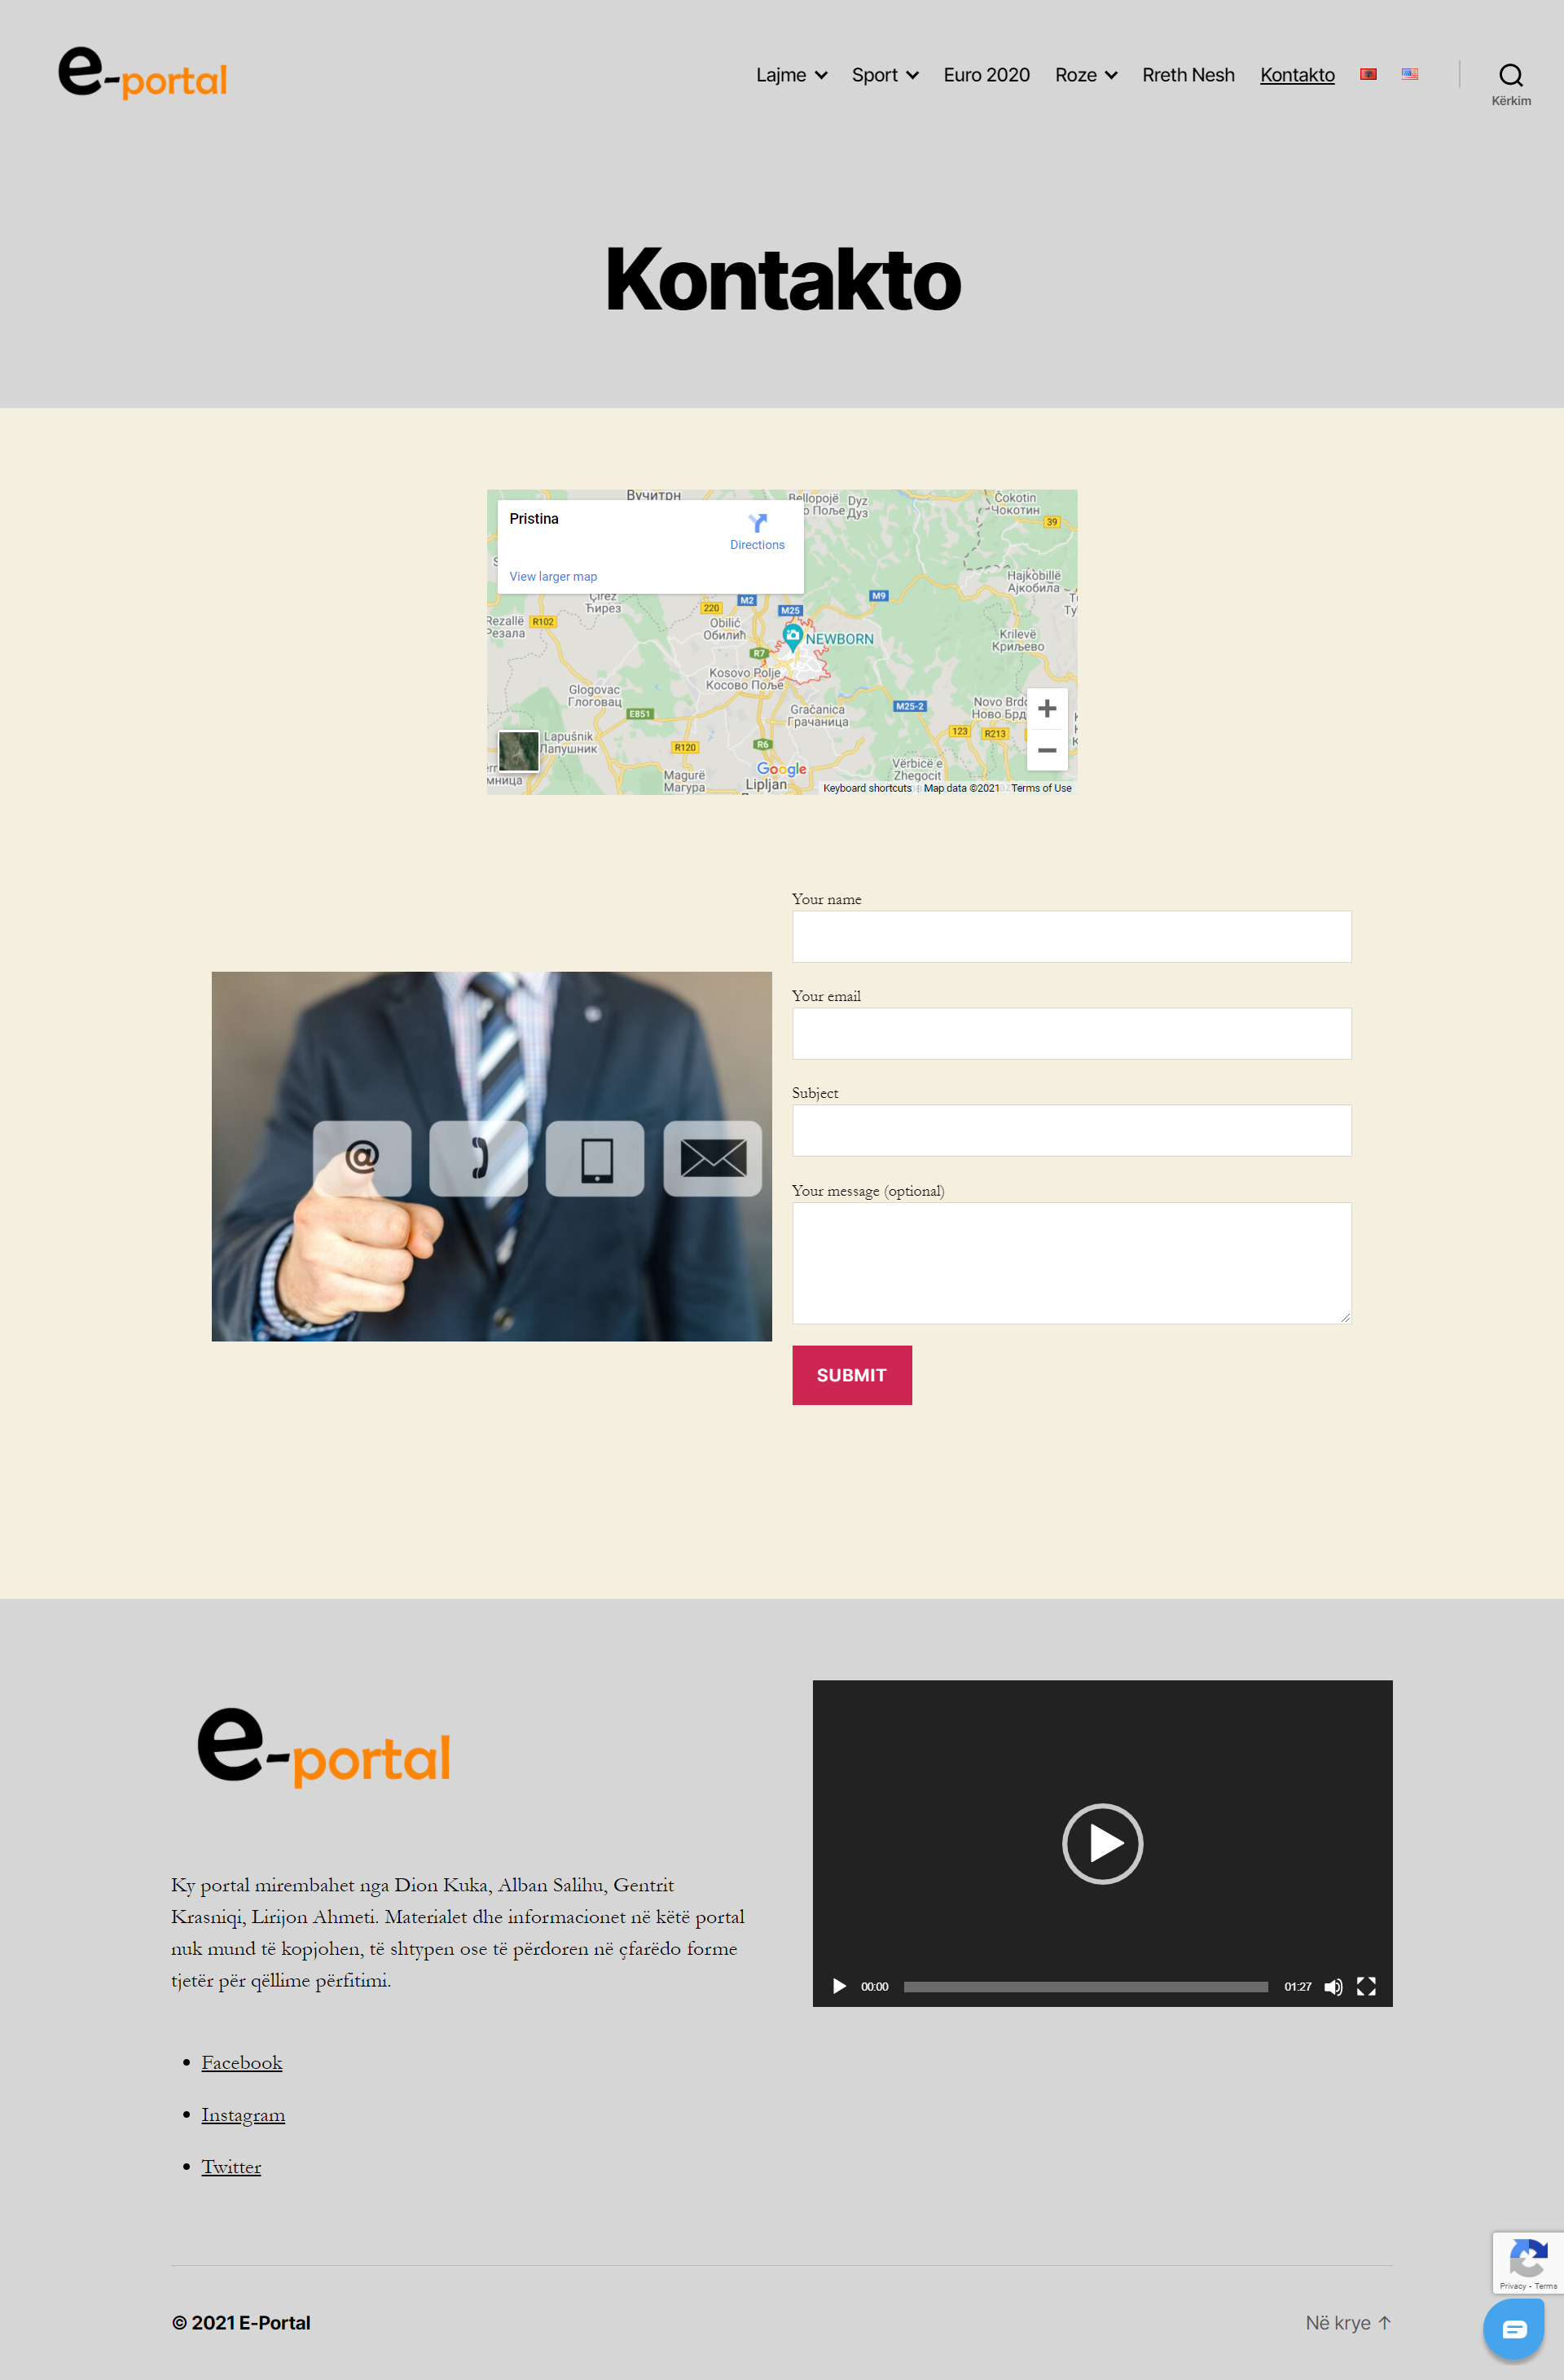 e-portal
Lajme Sport Euro 2020 Roze Rreth Nesh Kontakto
Kërkim
Kontakto
Вучитрн
Bellopojë
Dyz
Дуз
Čokotin
Чокотин
39
Pristina
Directions
View larger map
Hajkobillë
Ајкобила
Ћирез
M2
M9
220
M25
Rezallë
Резала
R102
Obilić
Обилић
NEWBORN
Krilevë
Криљево
R7
Kosovo Polje
Косово Поље
Glogovac
Глоговац
E851
Gračanica
Грачаница
M25-2
Novo Brdo
Lapušnik
Лапушник
R120
R6
123
R213
Magurë
Магура
Google
Lipljan
Vërbicë e
Zhegocit
Keyboard shortcuts Map data ©2021 Terms of Use
Your name
Your email
Subject
@
Your message (optional)
SUBMIT
e-portal
Ky portal mirembahet nga Dion Kuka, Alban Salihu, Gentrit
Krasniqi, Lirijon Ahmeti. Materialet dhe informacionet në këtë portal
nuk mund të kopjohen, të shtypen ose të përdoren në çfarëdo forme
tjetër për qëllime përfitimi.
00:00 01:27
• Facebook
• Instagram
• Twitter
Privacy - Terms
© 2021 E-Portal
Në krye ↑